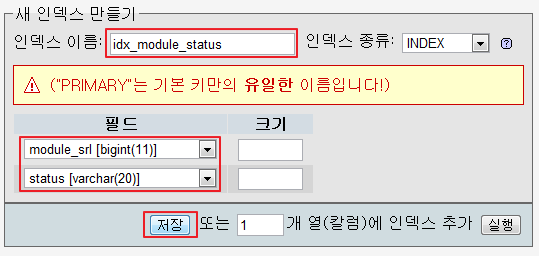 새 인덱스 만들기
인덱스 이름: idx_module_status 인덱스 종류: INDEX ?
("PRIMARY"는 기본 키만의 유일한 이름입니다!)
필드 크기
module_srl [bigint(11)]
status [varchar(20)]
저장 또는 1 개 열(칼럼)에 인덱스 추가 실행